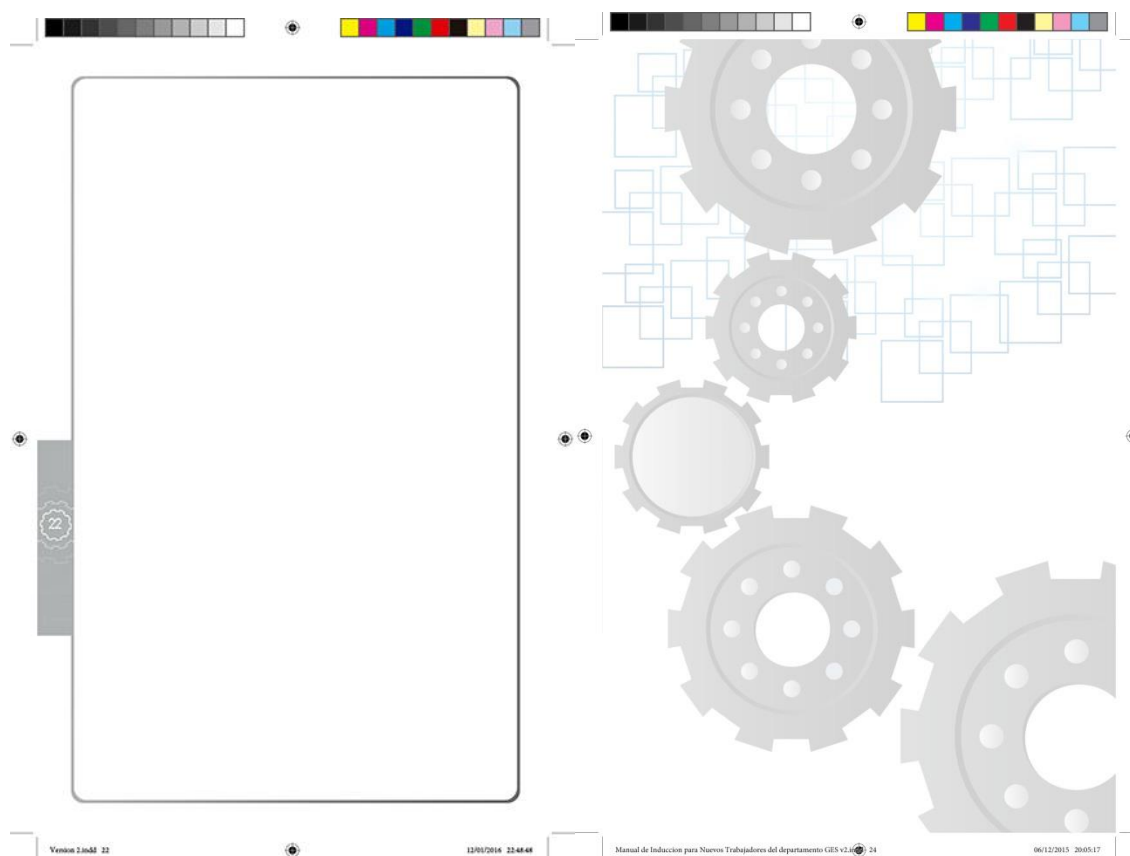 22
Version 2.indd 22
12/01/2016 22:48:48
Manual de Induccion para Nuevos Trabajadores del departamento GES v2.indd 24
06/12/2015 20:05:17